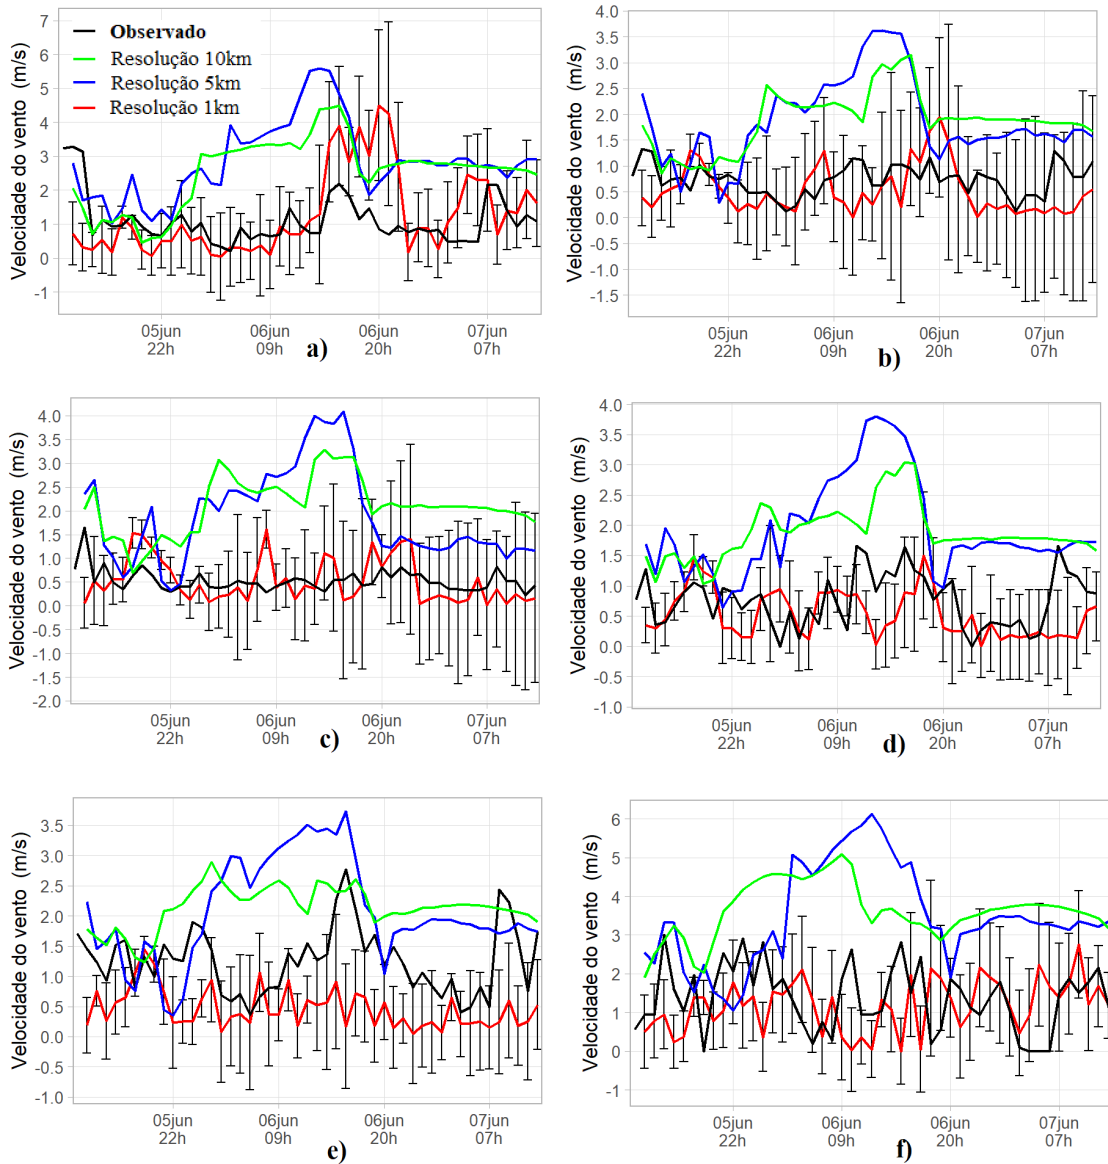 Velocidade do vento (m/s)
7
6
5
4
3
2
1
0
-1
Observado
Resolução 10km
Resolução 5km
Resolução 1km
05jun 06jun 06jun 07jun
22h 09h 20h 07h
a)
Velocidade do vento (m/s)
4.0
3.5
3.0
2.5
2.0
1.5
1.0
0.5
0.0
-0.5
-1.0
-1.5
05jun 06jun 06jun 07jun
22h 09h 20h 07h
b)
Velocidade do vento (m/s)
4.0
3.5
3.0
2.5
2.0
1.5
1.0
0.5
0.0
-0.5
-1.0
-1.5
-2.0
05jun 06jun 06jun 07jun
22h 09h 20h 07h
c)
Velocidade do vento (m/s)
4.0
3.5
3.0
2.5
2.0
1.5
1.0
0.5
0.0
-0.5
-1.0
05jun 06jun 06jun 07jun
22h 09h 20h 07h
d)
Velocidade do vento (m/s)
3.5
3.0
2.5
2.0
1.5
1.0
0.5
0.0
-0.5
-1.0
05jun 06jun 06jun 07jun
22h 09h 20h 07h
e)
Velocidade do vento (m/s)
6
5
4
3
2
1
0
-1
05jun 06jun 06jun 07jun
22h 09h 20h 07h
f)